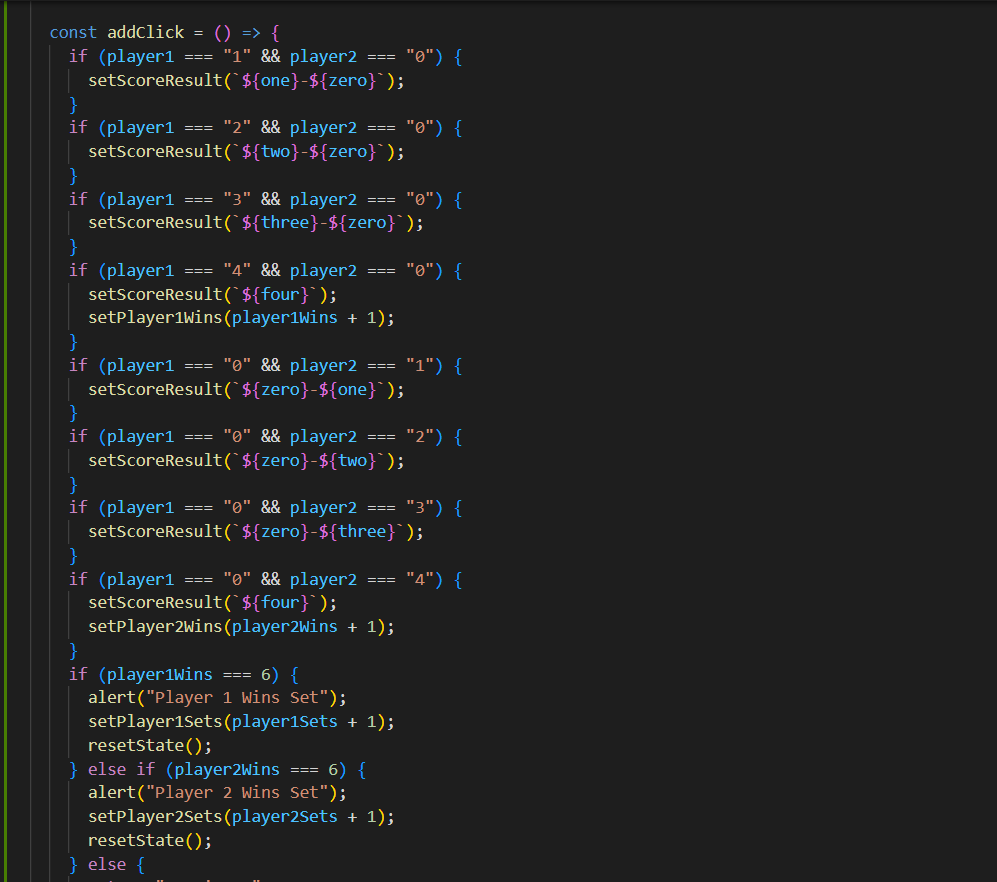 const addClick = () => {
if (player1 === "1" && player2 === "0") {
setScoreResult(`${one}-${zero}`);
}
if (player1 === "2" && player2 === "0") {
setScoreResult(`${two}-${zero}`);
}
if (player1 === "3" && player2 === "0") {
setScoreResult(`${three}-${zero}`);
}
if (player1 === "4" && player2 === "0") {
setScoreResult(`${four}`);
setPlayer1Wins(player1Wins + 1);
}
if (player1 === "0" && player2 === "1") {
setScoreResult(`${zero}-${one}`);
}
if (player1 === "0" && player2 === "2") {
setScoreResult(`${zero}-${two}`);
}
if (player1 === "0" && player2 === "3") {
setScoreResult(`${zero}-${three}`);
}
if (player1 === "0" && player2 === "4") {
setScoreResult(`${four}`);
setPlayer2Wins(player2Wins + 1);
}
if (player1Wins === 6) {
alert("Player 1 Wins Set");
setPlayer1Sets(player1Sets + 1);
resetState();
} else if (player2Wins === 6) {
alert("Player 2 Wins Set");
setPlayer2Sets(player2Sets + 1);
resetState();
} else {